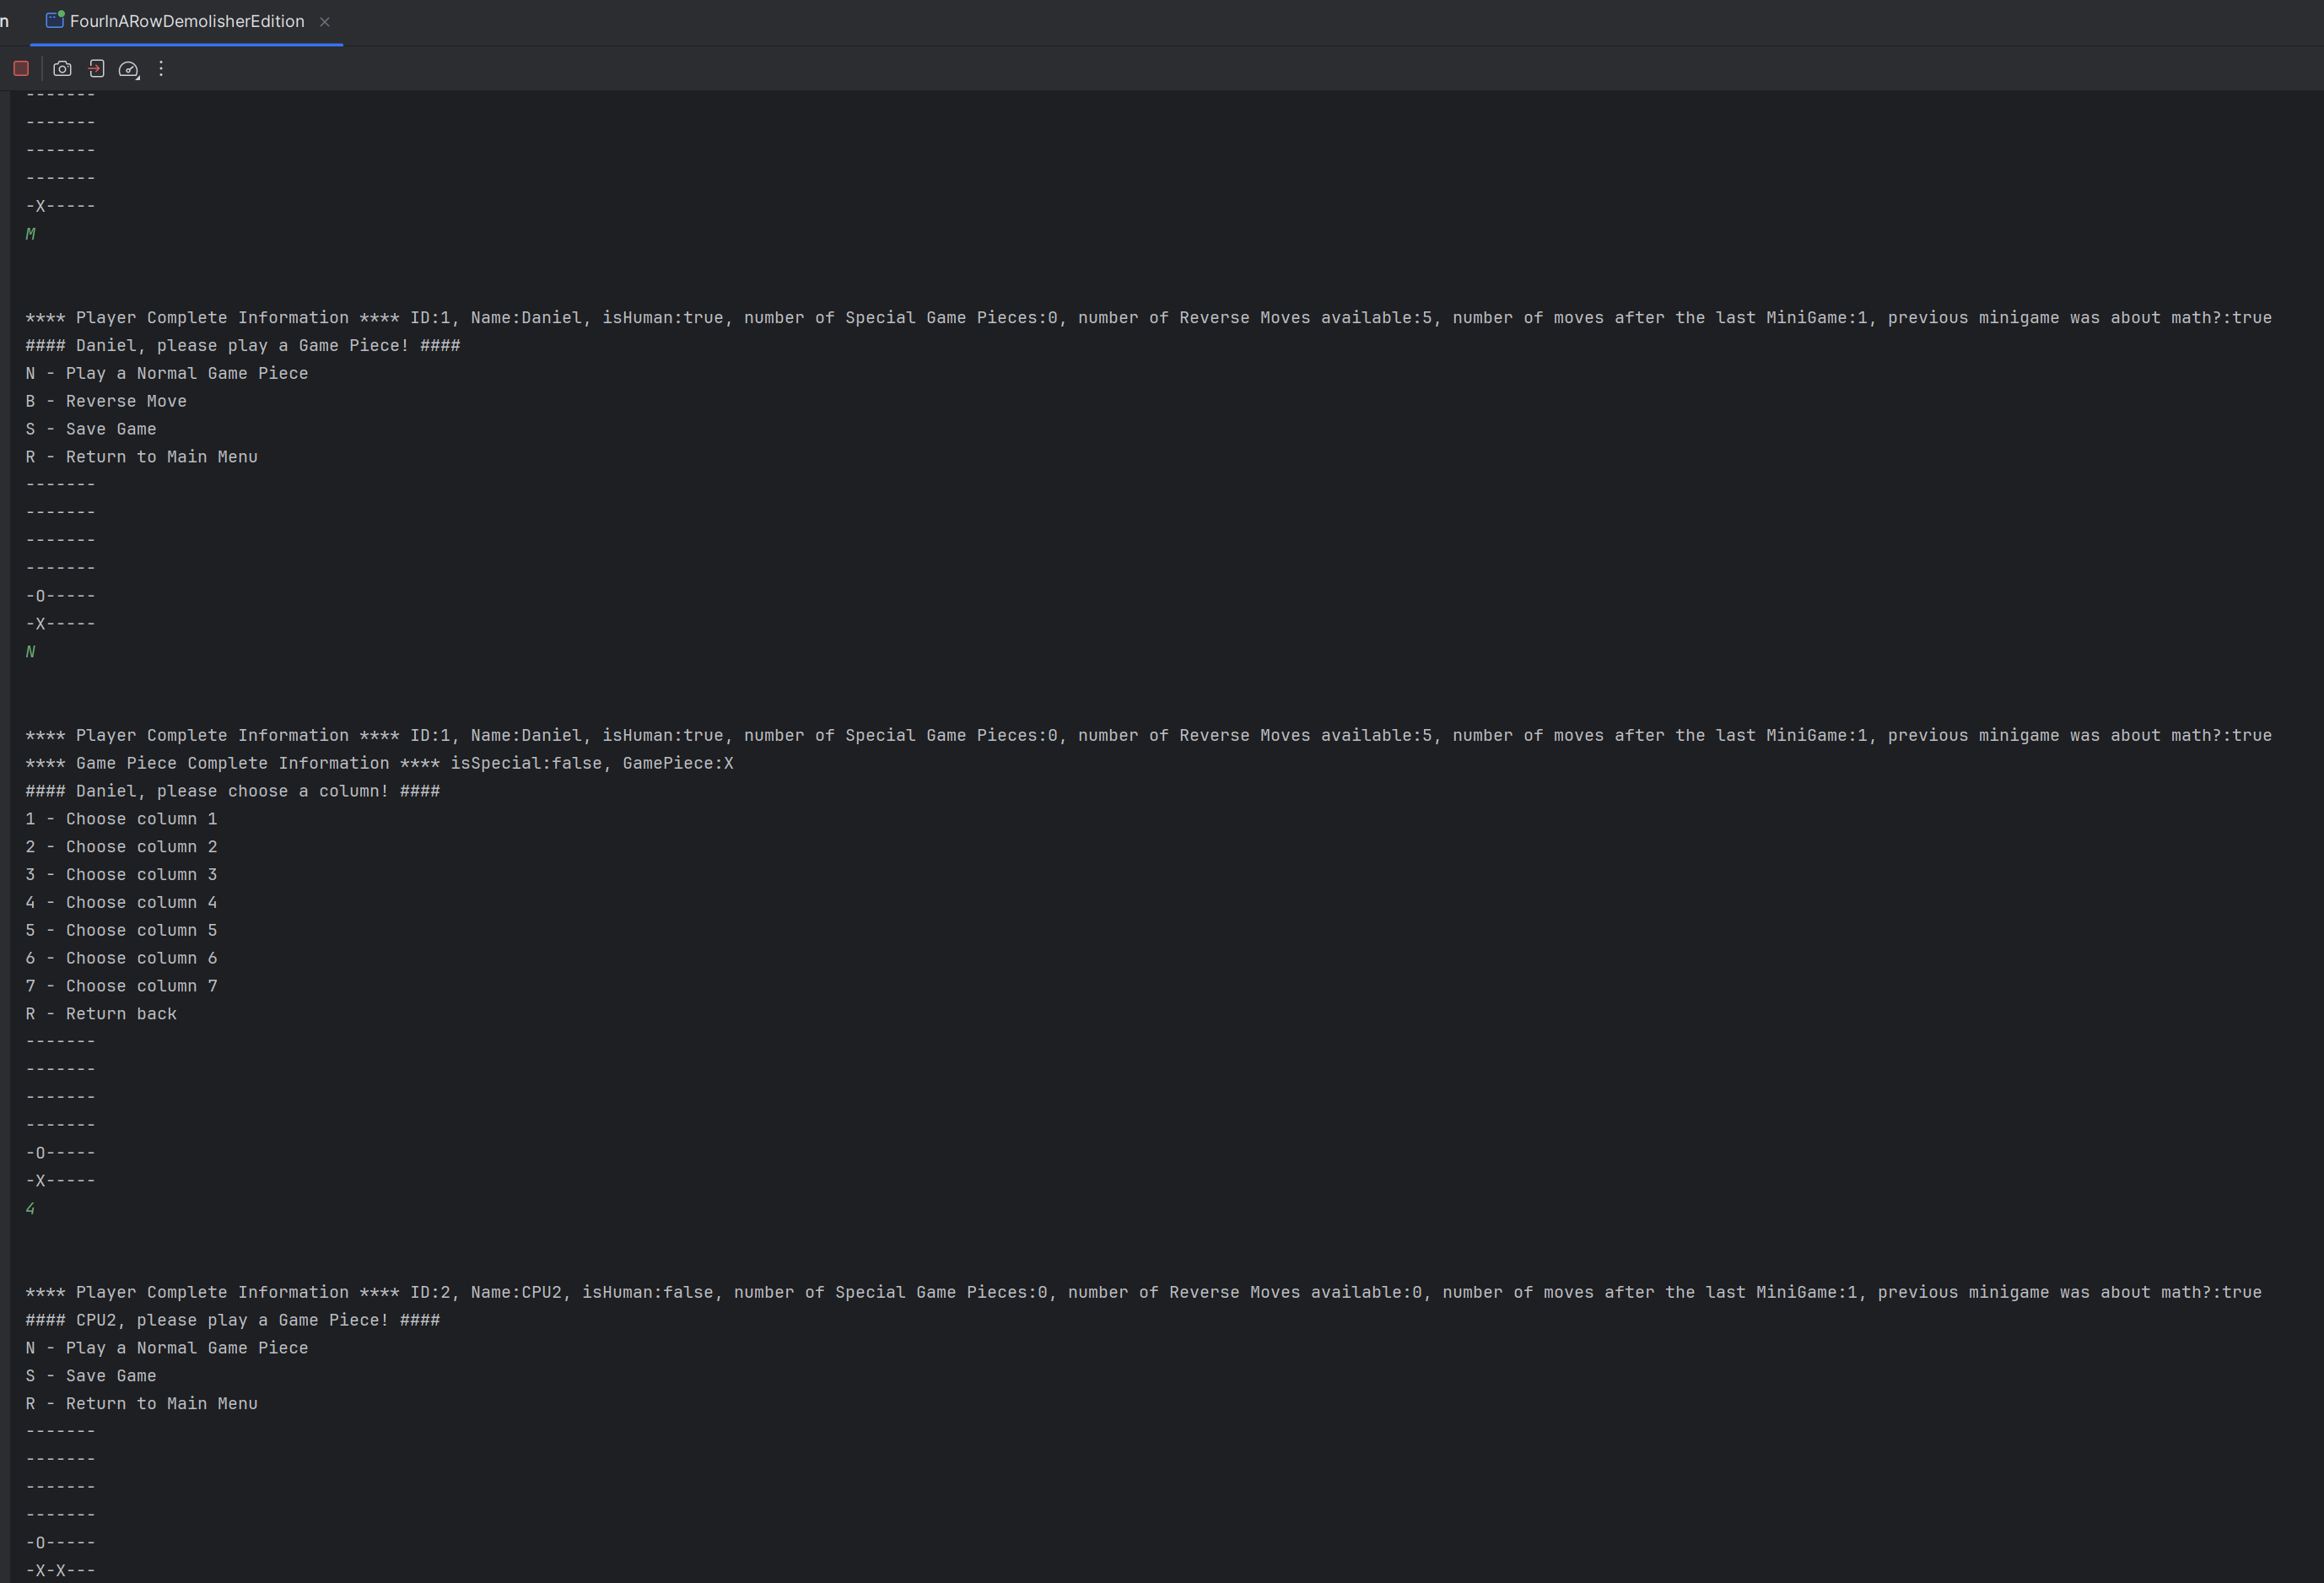 n FourInARowDemolisherEdition
-------
-------
-------
-------
-X-----
M
**** Player Complete Information **** ID:1, Name:Daniel, isHuman:true, number of Special Game Pieces:0, number of Reverse Moves available:5, number of moves after the last MiniGame:1, previous minigame was about math?:true
#### Daniel, please play a Game Piece! ####
N - Play a Normal Game Piece
B - Reverse Move
S - Save Game
R - Return to Main Menu
-------
-------
-------
-------
-O-----
-X-----
N
**** Player Complete Information **** ID:1, Name:Daniel, isHuman:true, number of Special Game Pieces:0, number of Reverse Moves available:5, number of moves after the last MiniGame:1, previous minigame was about math?:true
**** Game Piece Complete Information **** isSpecial:false, GamePiece:X
#### Daniel, please choose a column! ####
1 - Choose column 1
2 - Choose column 2
3 - Choose column 3
4 - Choose column 4
5 - Choose column 5
6 - Choose column 6
7 - Choose column 7
R - Return back
-------
-------
-------
-------
-O-----
-X-----
4
**** Player Complete Information **** ID:2, Name:CPU2, isHuman:false, number of Special Game Pieces:0, number of Reverse Moves available:0, number of moves after the last MiniGame:1, previous minigame was about math?:true
#### CPU2, please play a Game Piece! ####
N - Play a Normal Game Piece
S - Save Game
R - Return to Main Menu
-------
-------
-------
-------
-O-----
-X-X---